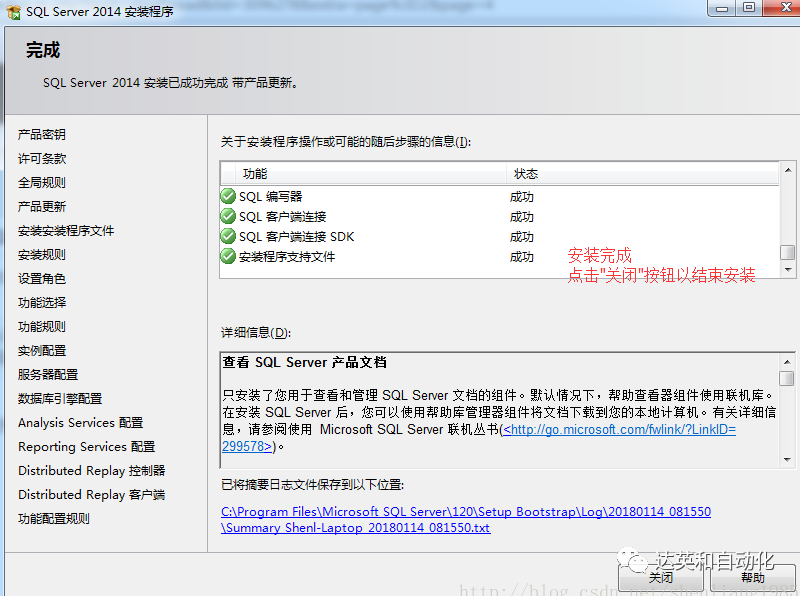 SQL Server 2014 安装程序
完成
SQL Server 2014 安装已成功完成 带产品更新。
产品密钥
许可条款
全局规则
产品更新
安装安装程序文件
安装规则
设置角色
功能选择
功能规则
实例配置
服务器配置
数据库引擎配置
Analysis Services 配置
Reporting Services 配置
Distributed Replay 控制器
Distributed Replay 客户端
功能配置规则
关于安装程序操作或可能的随后步骤的信息(I):
功能 状态
SQL 编写器 成功
SQL 客户端连接 成功
SQL 客户端连接 SDK 成功
安装程序支持文件 成功
安装完成
点击"关闭"按钮以结束安装
详细信息(D):
查看 SQL Server 产品文档
只安装了您用于查看和管理 SQL Server 文档的组件。默认情况下，帮助查看器组件使用联机库。
在安装 SQL Server 后，您可以使用帮助库管理器组件将文档下载到您的本地计算机。有关详细信
息，请参阅使用 Microsoft SQL Server 联机丛书(<http://go.microsoft.com/fwlink/?LinkID=
299578>)。
已将摘要日志文件保存到以下位置:
C:\Program Files\Microsoft SQL Server\120\Setup Bootstrap\Log\20180114_081550
\Summary_Shenl-Laptop_20180114_081550.txt
达英和自动化
关闭 帮助